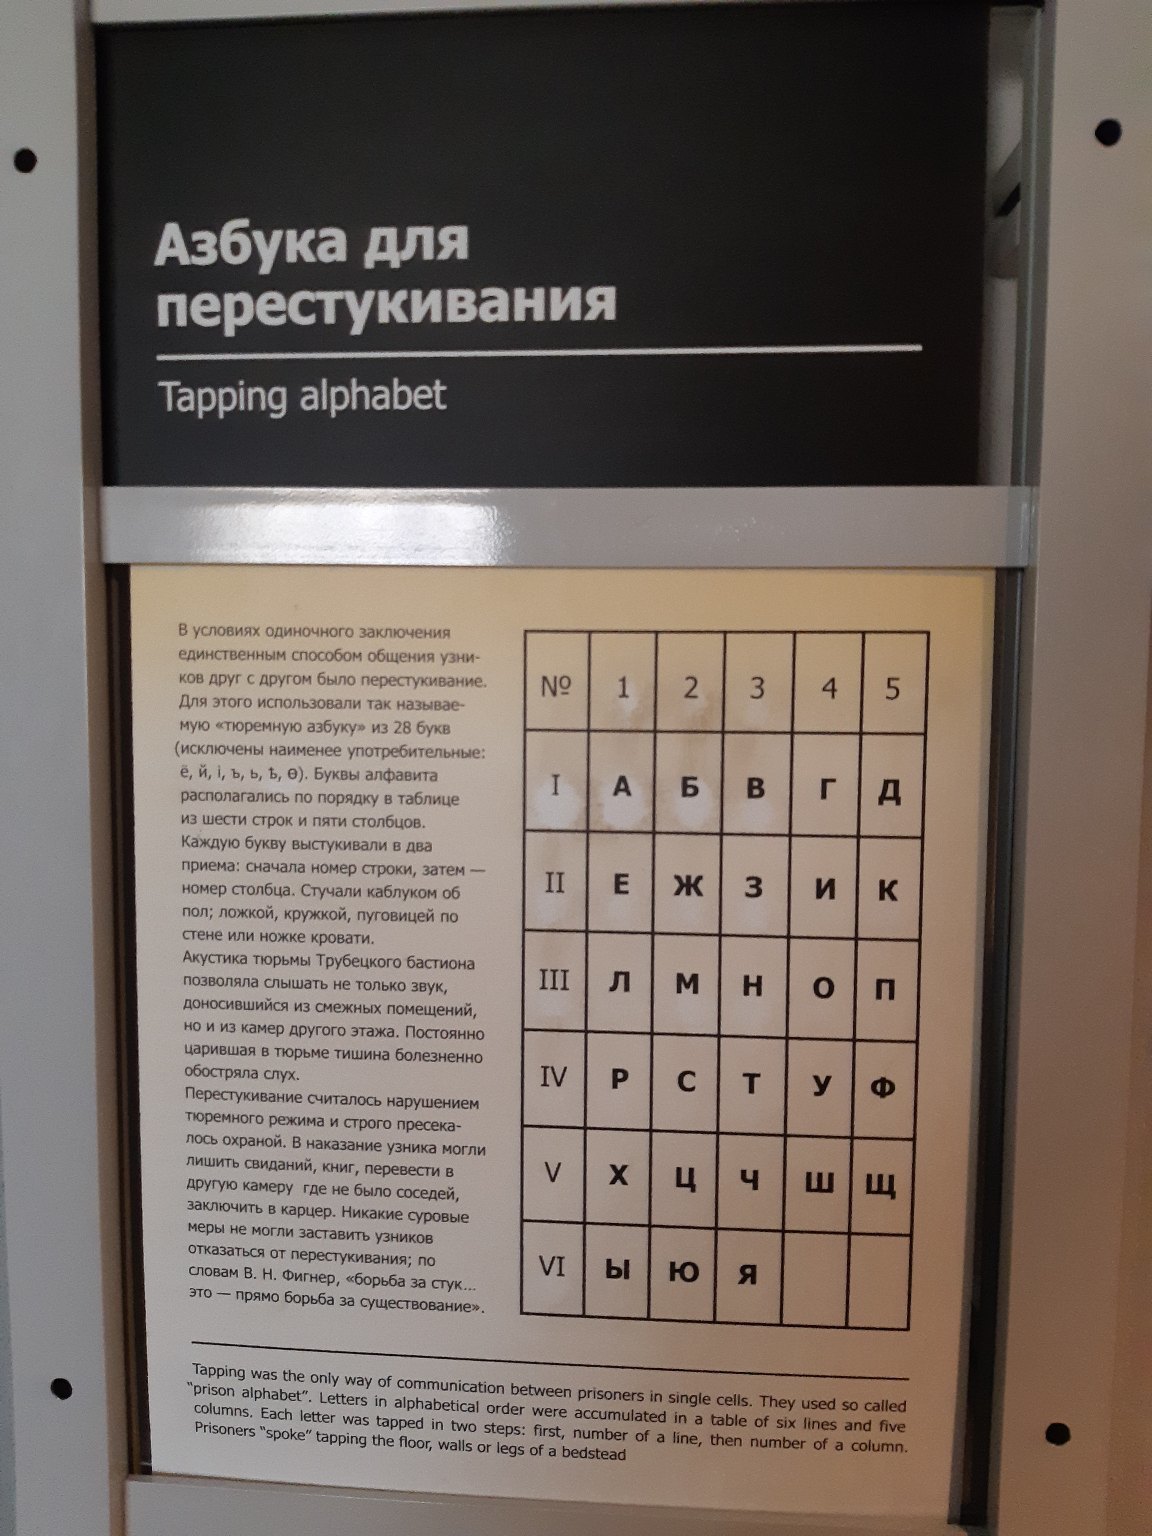 Азбука для
перестукивания
Tapping alphabet
В условиях одиночного заключения
единственным способом общения узни-
ков друг с другом было перестукивание.
Для этого использовали так называе-
мую «тюремную азбуку» из 28 букв
(исключены наименее употребительные:
ё, й, і, ъ, ь, ѣ, ѳ). Буквы алфавита
располагались по порядку в таблице
из шести строк и пяти столбцов.
Каждую букву выстукивали в два
приема: сначала номер строки, затем —
номер столбца. Стучали каблуком об
пол; ложкой, кружкой, пуговицей по
стене или ножке кровати.
Акустика тюрьмы Трубецкого бастиона
позволяла слышать не только звук,
доносившийся из смежных помещений,
но и из камер другого этажа. Постоянно
царившая в тюрьме тишина болезненно
обостряла слух.
Перестукивание считалось нарушением
тюремного режима и строго пресека-
лось охраной. В наказание узника могли
лишить свиданий, книг, перевести в
другую камеру где не было соседей,
заключить в карцер. Никакие суровые
меры не могли заставить узников
отказаться от перестукивания; по
словам В. Н. Фигнер, «борьба за стук...
это — прямо борьба за существование».
№ 1 2 3 4 5
I А Б В Г Д
II Е Ж З И К
III Л М Н О П
IV Р С Т У Ф
V Х Ц Ч Ш Щ
VI Ы Ю Я
Tapping was the only way of communication between prisoners in single cells. They used so called
"prison alphabet". Letters in alphabetical order were accumulated in a table of six lines and five
columns. Each letter was tapped in two steps: first, number of a line, then number of a column.
Prisoners "spoke" tapping the floor, walls or legs of a bedstead